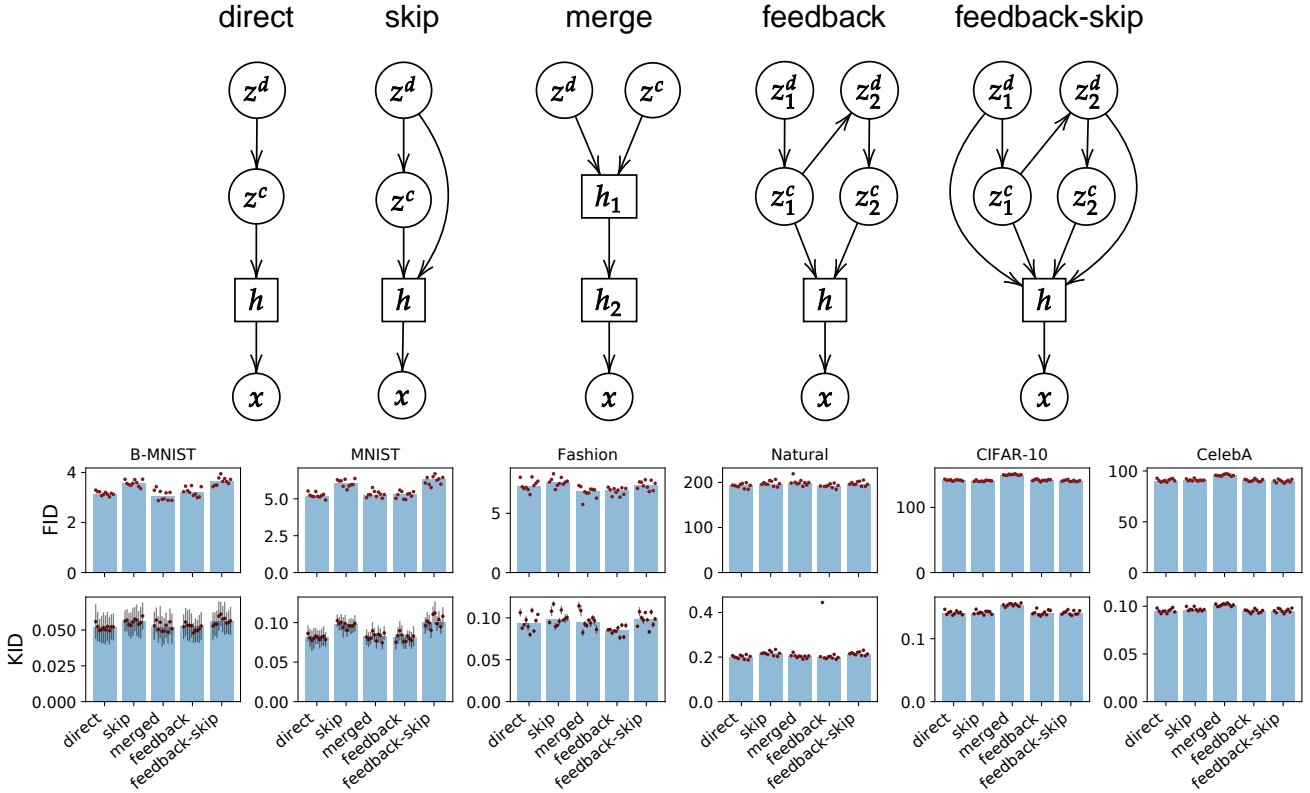 direct skip merge feedback feedback-skip
z^d z^d z^d z^c z_1^d z_2^d z_1^d z_2^d
z^c z^c h_1 z_1^c z_2^c z_1^c z_2^c
h h h_2 h h
x x x x x
B-MNIST MNIST Fashion Natural CIFAR-10 CelebA
FID
4
2
0
5.0
2.5
0.0
5
0
200
100
0
100
0
100
50
0
KID
0.050
0.025
0.000
0.10
0.05
0.00
0.10
0.05
0.00
0.4
0.2
0.0
0.1
0.0
0.10
0.05
0.00
direct skip merged feedback feedback-skip
direct skip merged feedback feedback-skip
direct skip merged feedback feedback-skip
direct skip merged feedback feedback-skip
direct skip merged feedback feedback-skip
direct skip merged feedback feedback-skip